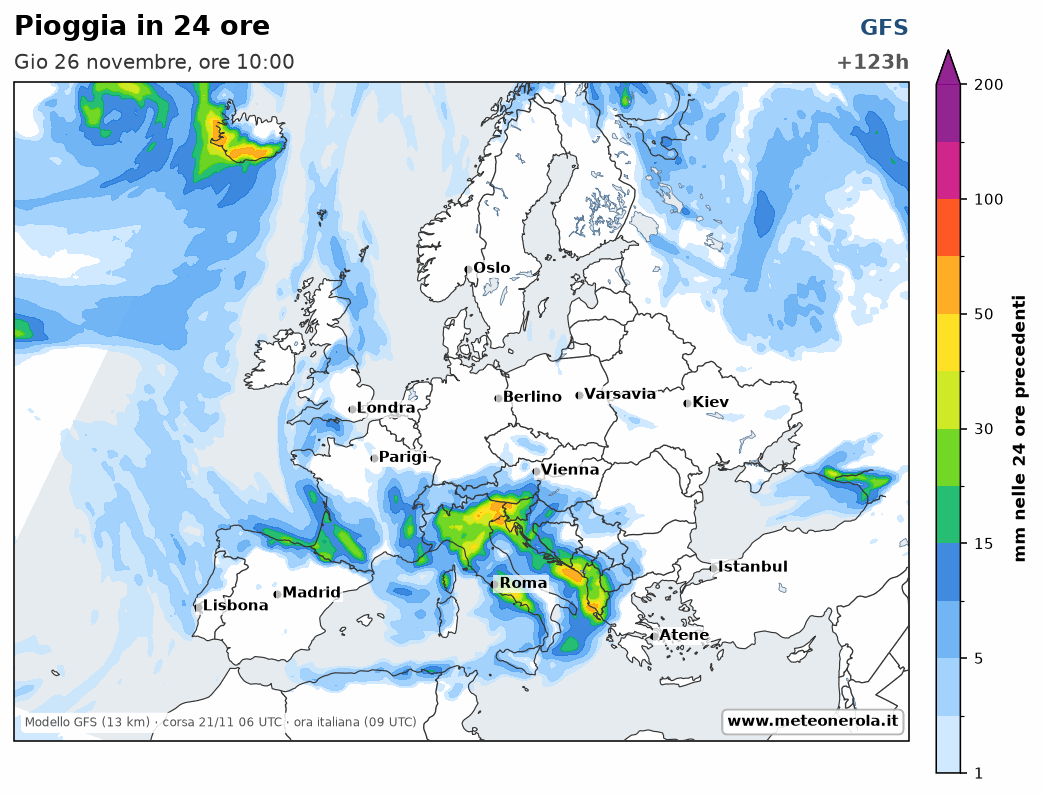 Pioggia in 24 ore
GFS
Gio 26 novembre, ore 10:00
+123h
200
100
50
30
15
5
1
mm nelle 24 ore precedenti
Oslo
Berlino
Varsavia
Kiev
Londra
Parigi
Vienna
Istanbul
Roma
Madrid
Lisbona
Atene
Modello GFS (13 km) · corsa 21/11 06 UTC · ora italiana (09 UTC)
www.meteonerola.it